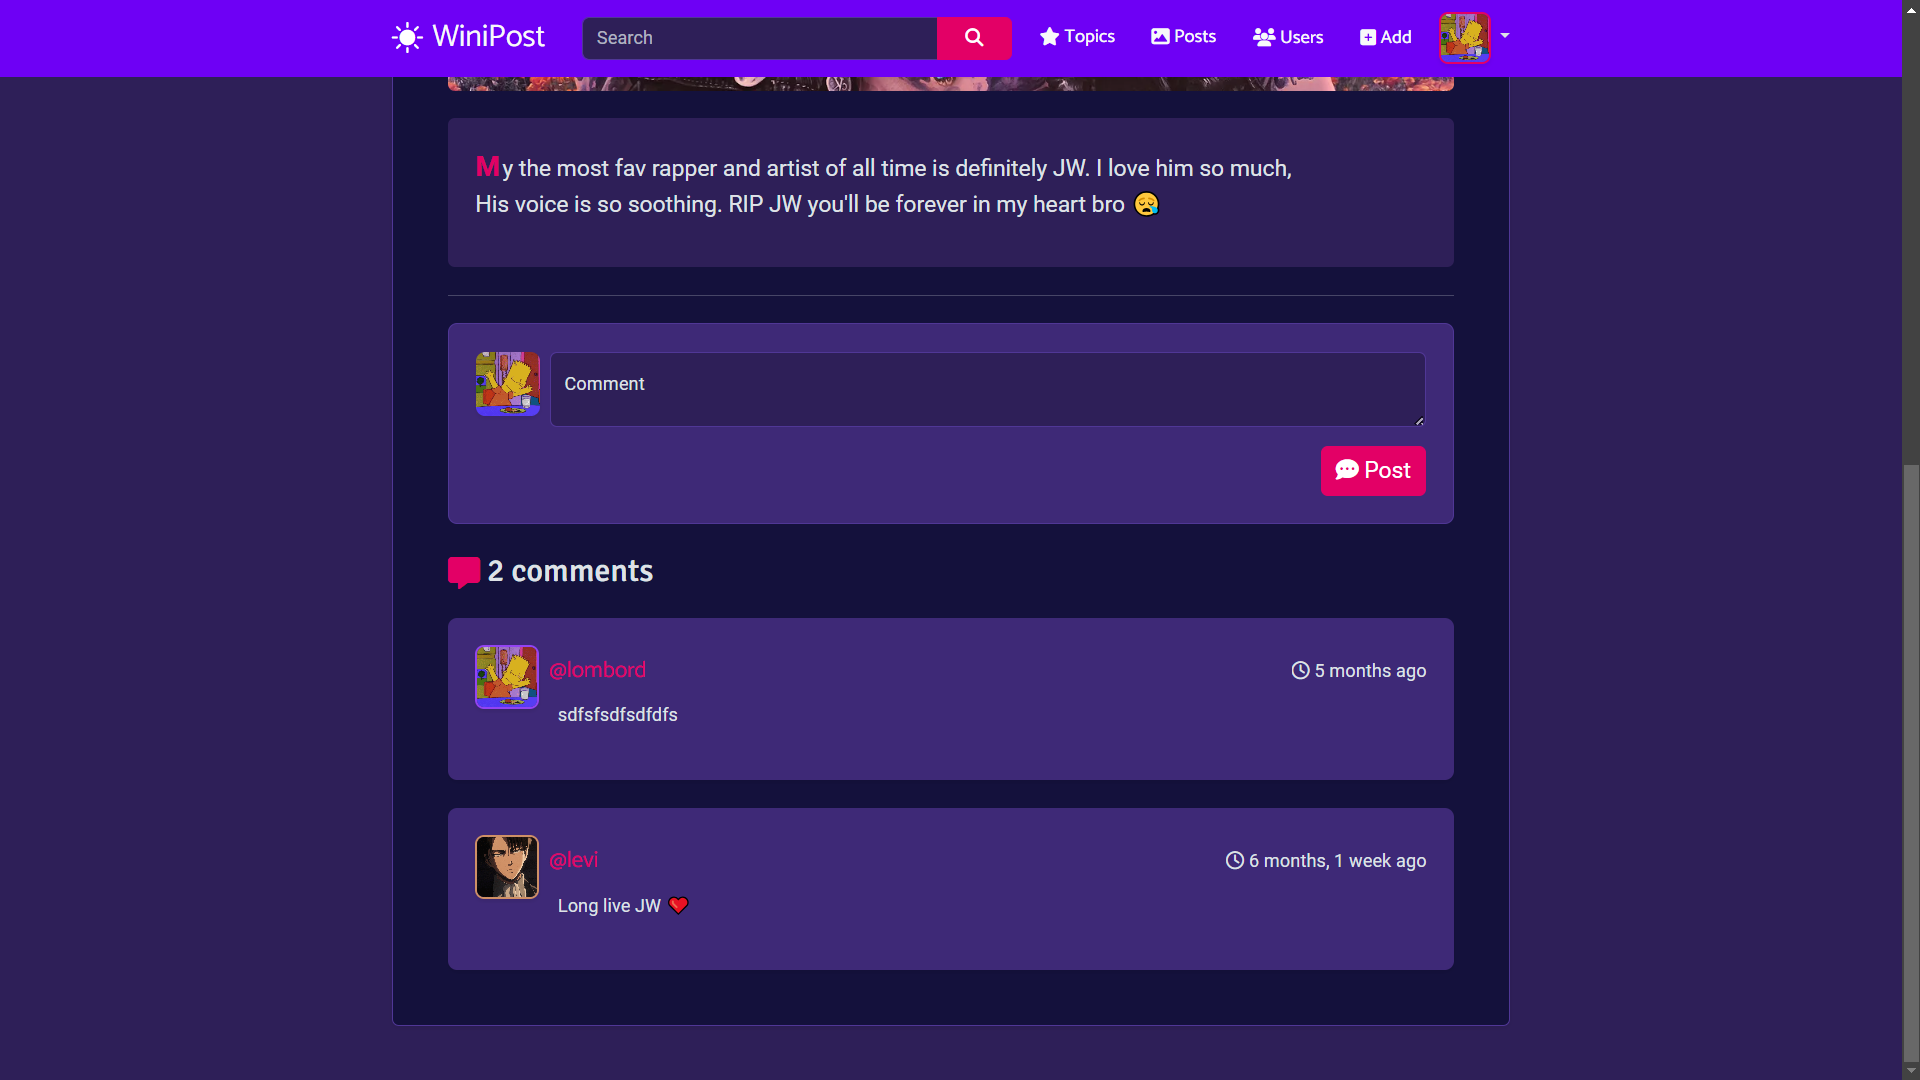 WiniPost
Search
Topics
Posts
Users
Add
My the most fav rapper and artist of all time is definitely JW. I love him so much,
His voice is so soothing. RIP JW you'll be forever in my heart bro 😪
Comment
Post
2 comments
@lombord
5 months ago
sdfsfsdfsdfdfs
@levi
6 months, 1 week ago
Long live JW ❤️